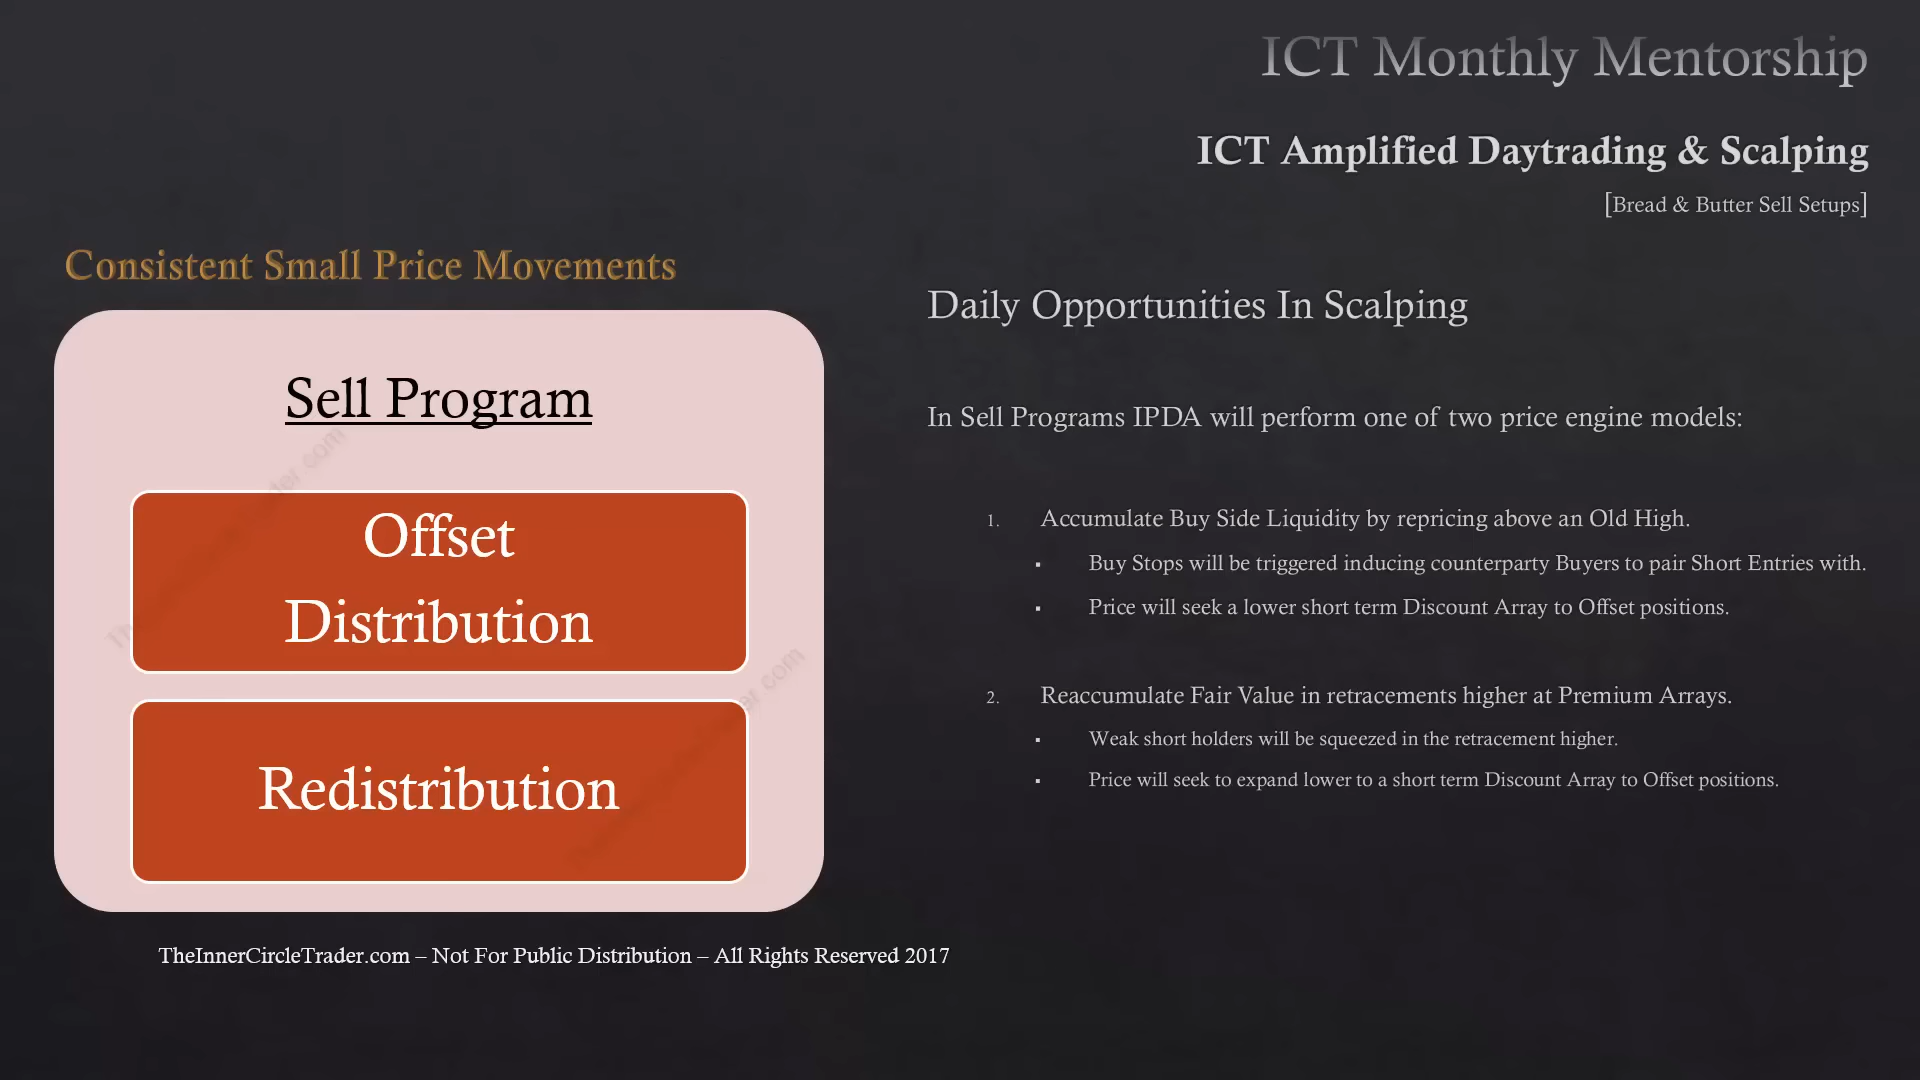 ICT Monthly Mentorship
ICT Amplified Daytrading & Scalping
[Bread & Butter Sell Setups]
Consistent Small Price Movements
Sell Program
Offset
Distribution
Redistribution
Daily Opportunities In Scalping
In Sell Programs IPDA will perform one of two price engine models:
1. Accumulate Buy Side Liquidity by repricing above an Old High.
▪ Buy Stops will be triggered inducing counterparty Buyers to pair Short Entries with.
▪ Price will seek a lower short term Discount Array to Offset positions.
2. Reaccumulate Fair Value in retracements higher at Premium Arrays.
▪ Weak short holders will be squeezed in the retracement higher.
▪ Price will seek to expand lower to a short term Discount Array to Offset positions.
TheInnerCircleTrader.com – Not For Public Distribution – All Rights Reserved 2017